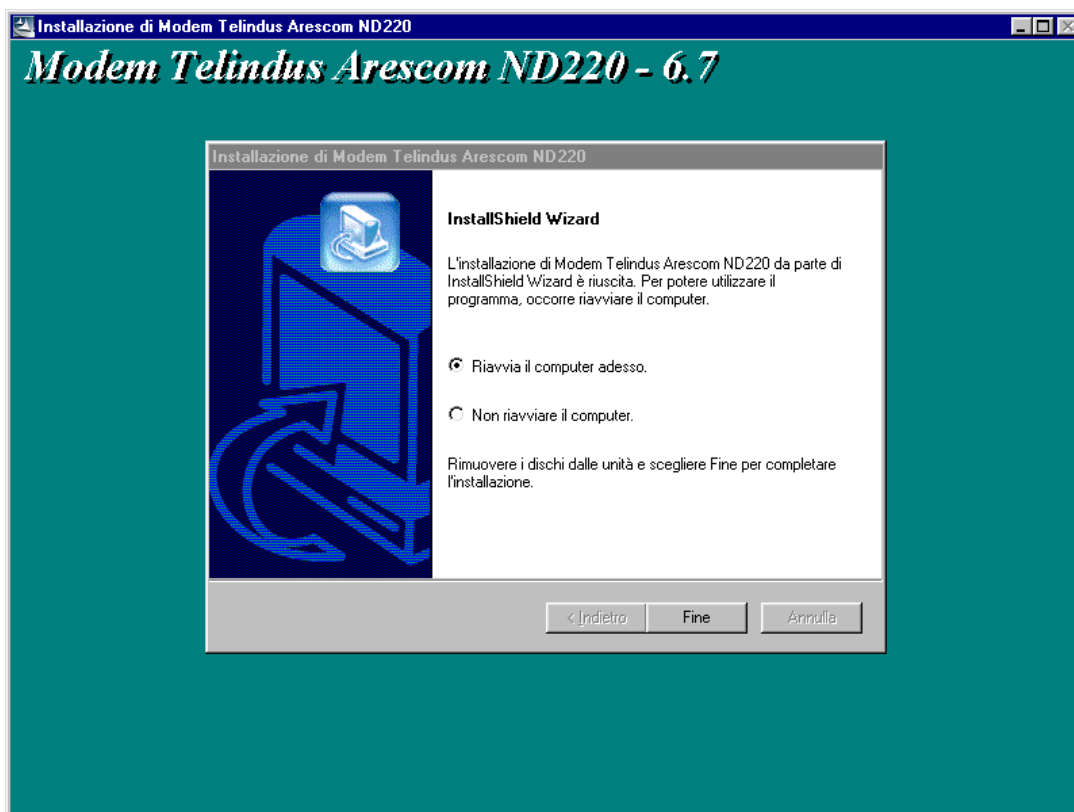 Installazione di Modem Telindus Arescom ND220
Modem Telindus Arescom ND220 - 6.7
Installazione di Modem Telindus Arescom ND220
InstallShield Wizard
L'installazione di Modem Telindus Arescom ND220 da parte di
InstallShield Wizard è riuscita. Per potere utilizzare il
programma, occorre riavviare il computer.
Riavvia il computer adesso.
Non riavviare il computer.
Rimuovere i dischi dalle unità e scegliere Fine per completare
l'installazione.
< Indietro Fine Annulla